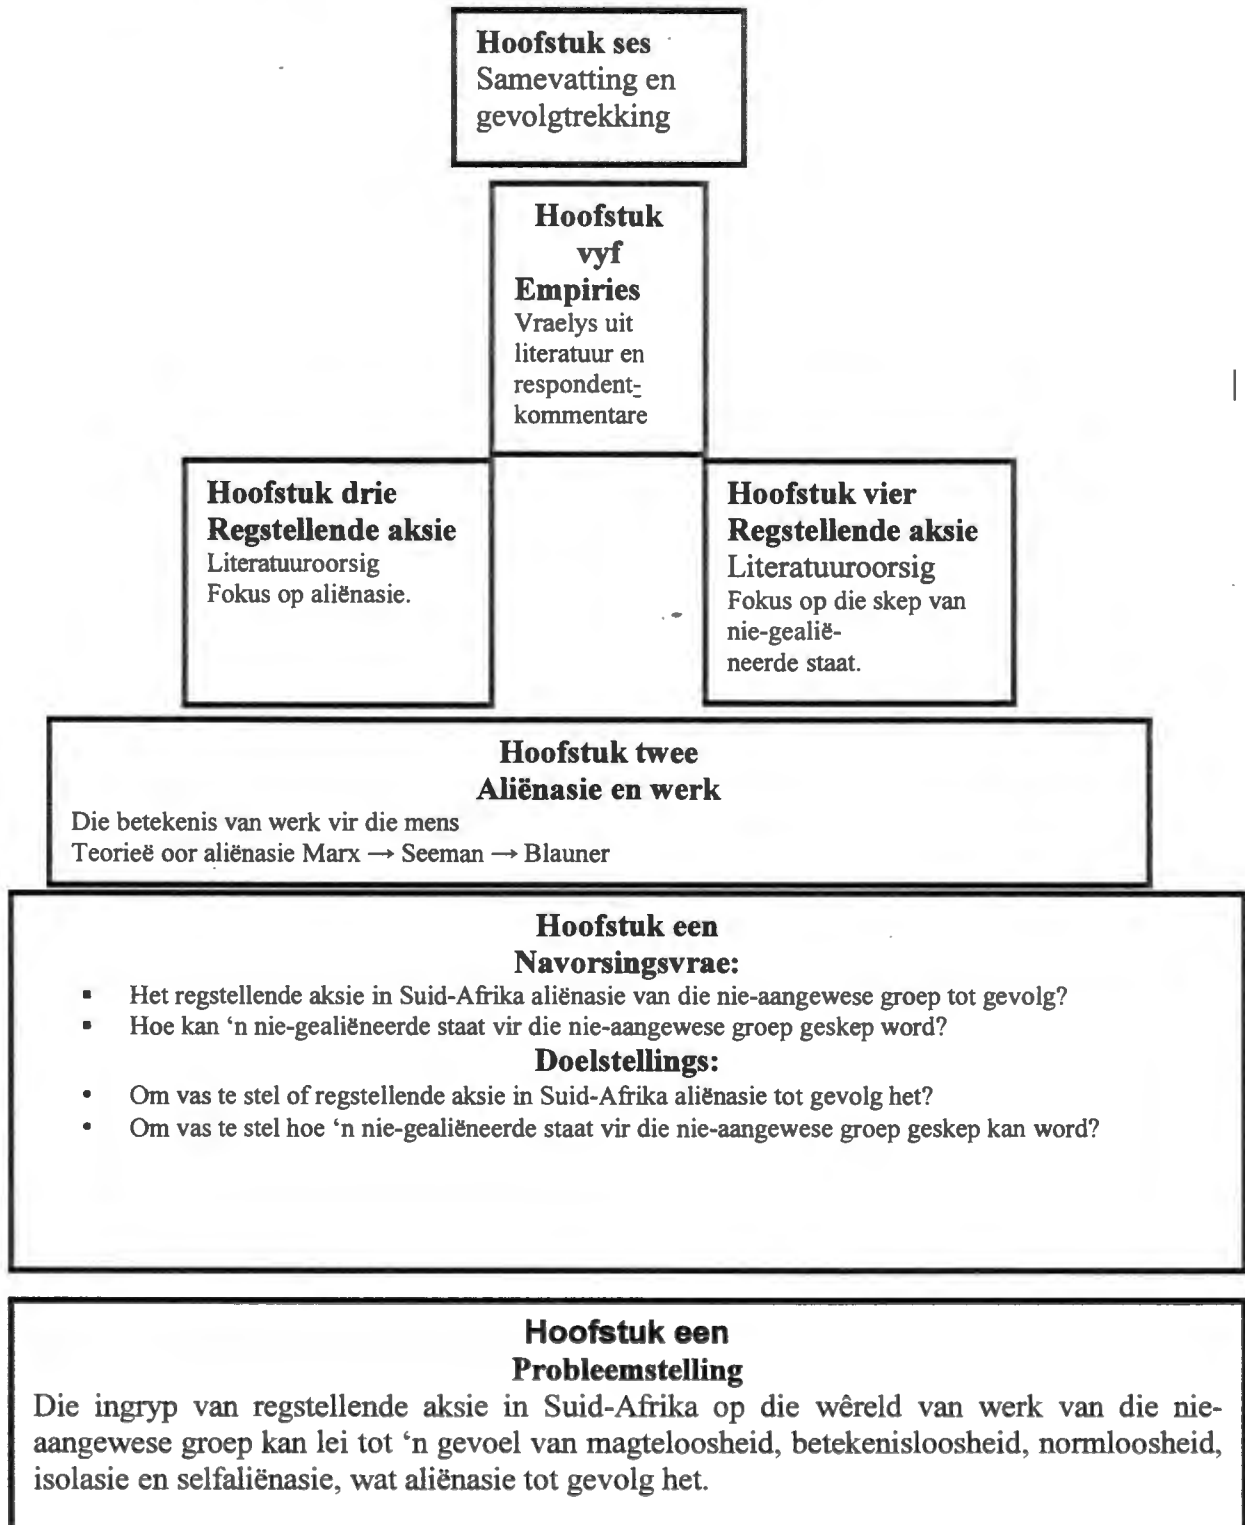 Hoofstuk ses
Samevatting en
gevolgtrekking
Hoofstuk
vyf
Empiries
Vraelys uit
literatuur en
respondent-
kommentare
Hoofstuk drie
Regstellende aksie
Literatuuroorsig
Fokus op aliënasie.
Hoofstuk vier
Regstellende aksie
Literatuuroorsig
Fokus op die skep van
nie-gealië-
neerde staat.
Hoofstuk twee
Aliënasie en werk
Die betekenis van werk vir die mens
Teorieë oor aliënasie Marx → Seeman → Blauner
Hoofstuk een
Navorsingsvrae:
▪ Het regstellende aksie in Suid-Afrika aliënasie van die nie-aangewese groep tot gevolg?
▪ Hoe kan ‘n nie-gealiëneerde staat vir die nie-aangewese groep geskep word?
Doelstellings:
• Om vas te stel of regstellende aksie in Suid-Afrika aliënasie tot gevolg het?
• Om vas te stel hoe ‘n nie-gealiëneerde staat vir die nie-aangewese groep geskep kan word?
Hoofstuk een
Probleemstelling
Die ingryp van regstellende aksie in Suid-Afrika op die wêreld van werk van die nie-
aangewese groep kan lei tot ‘n gevoel van magteloosheid, betekenisloosheid, normloosheid,
isolasie en selfaliënasie, wat aliënasie tot gevolg het.